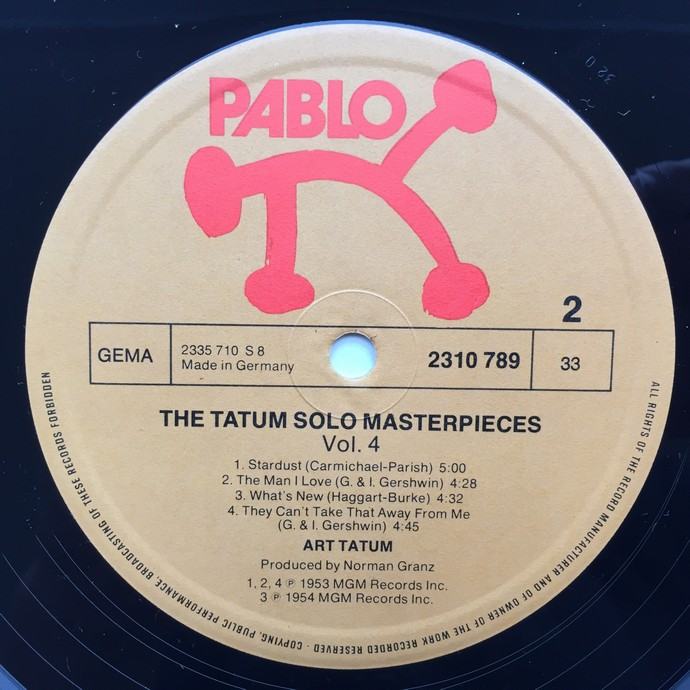 PABLO
2
GEMA
2335 710 S 8
Made in Germany
2310 789
33
THE TATUM SOLO MASTERPIECES
Vol. 4
1. Stardust (Carmichael-Parish) 5:00
2. The Man I Love (G. & I. Gershwin) 4:28
3. What's New (Haggart-Burke) 4:32
4. They Can't Take That Away From Me
(G. & I. Gershwin) 4:45
ART TATUM
Produced by Norman Granz
1, 2, 4 ℗ 1953 MGM Records Inc.
3 ℗ 1954 MGM Records Inc.
ALL RIGHTS OF THE RECORD MANUFACTURER AND OF OWNER OF THE WORK RECORDED RESERVED · COPYING, PUBLIC PERFORMANCE, BROADCASTING OF THESE RECORDS FORBIDDEN